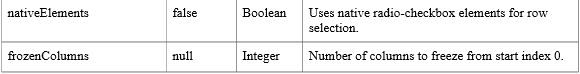 nativeElements false Boolean Uses native radio-checkbox elements for row
selection.
frozenColumns null Integer Number of columns to freeze from start index 0.